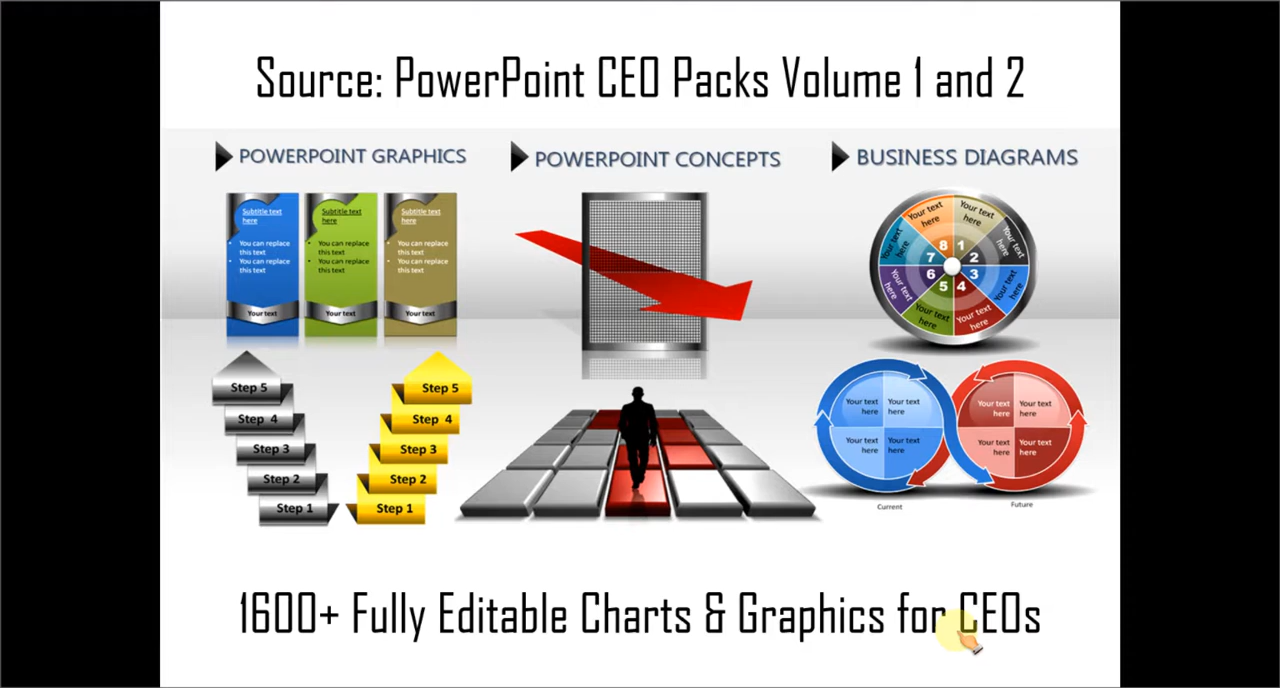 Source: PowerPoint CEO Packs Volume 1 and 2
POWERPOINT GRAPHICS
POWERPOINT CONCEPTS
BUSINESS DIAGRAMS
Subtitle text
here
• You can replace
this text
• You can replace
this text
Your text
Subtitle text
here
• You can replace
this text
• You can replace
this text
Your text
Subtitle text
here
• You can replace
this text
• You can replace
this text
Your text
Step 5
Step 4
Step 3
Step 2
Step 1
Step 5
Step 4
Step 3
Step 2
Step 1
Your text
here
Your text
here
Your text
here
Your text
here
Your text
here
Your text
here
Your text
here
Your text
here
8 1
7 2
6 3
5 4
Your text
here
Your text
here
Your text
here
Your text
here
Current
Your text
here
Your text
here
Your text
here
Your text
here
Future
1600+ Fully Editable Charts & Graphics for CEOs